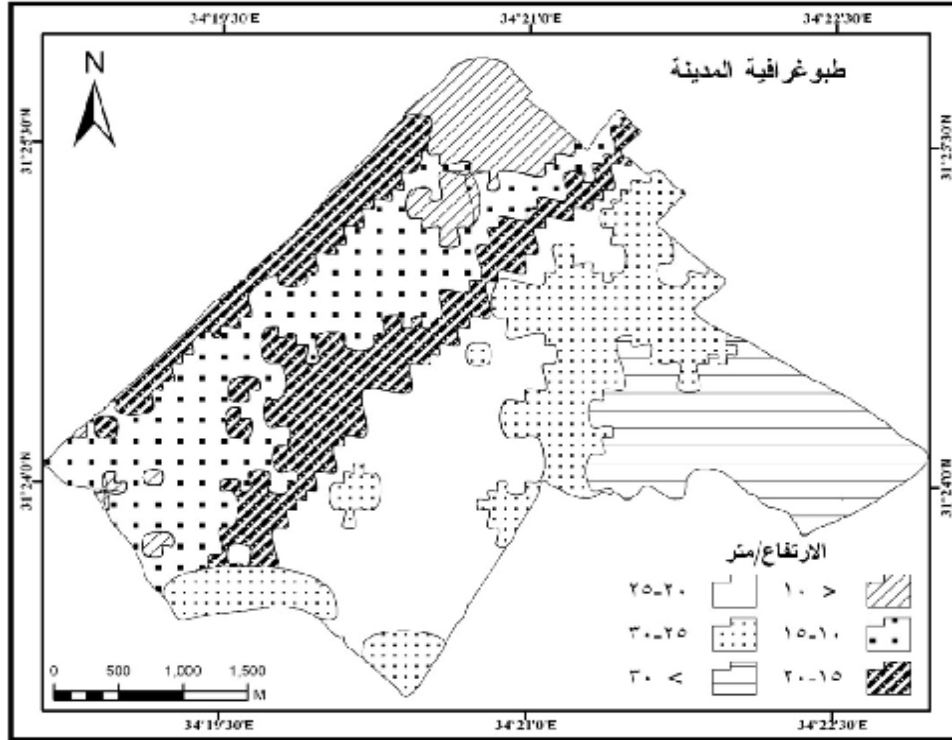 34°19'30"E 34°21'0"E 34°22'30"E
طبوغرافية المدينة
N
31°25'30"N 31°25'30"N
31°24'0"N 31°24'0"N
الارتفاع/متر
< ١٠
١٠-١٥
١٥-٢٠
٢٠-٢٥
٢٥-٣٠
> ٣٠
0 500 1,000 1,500
M
34°19'30"E 34°21'0"E 34°22'30"E